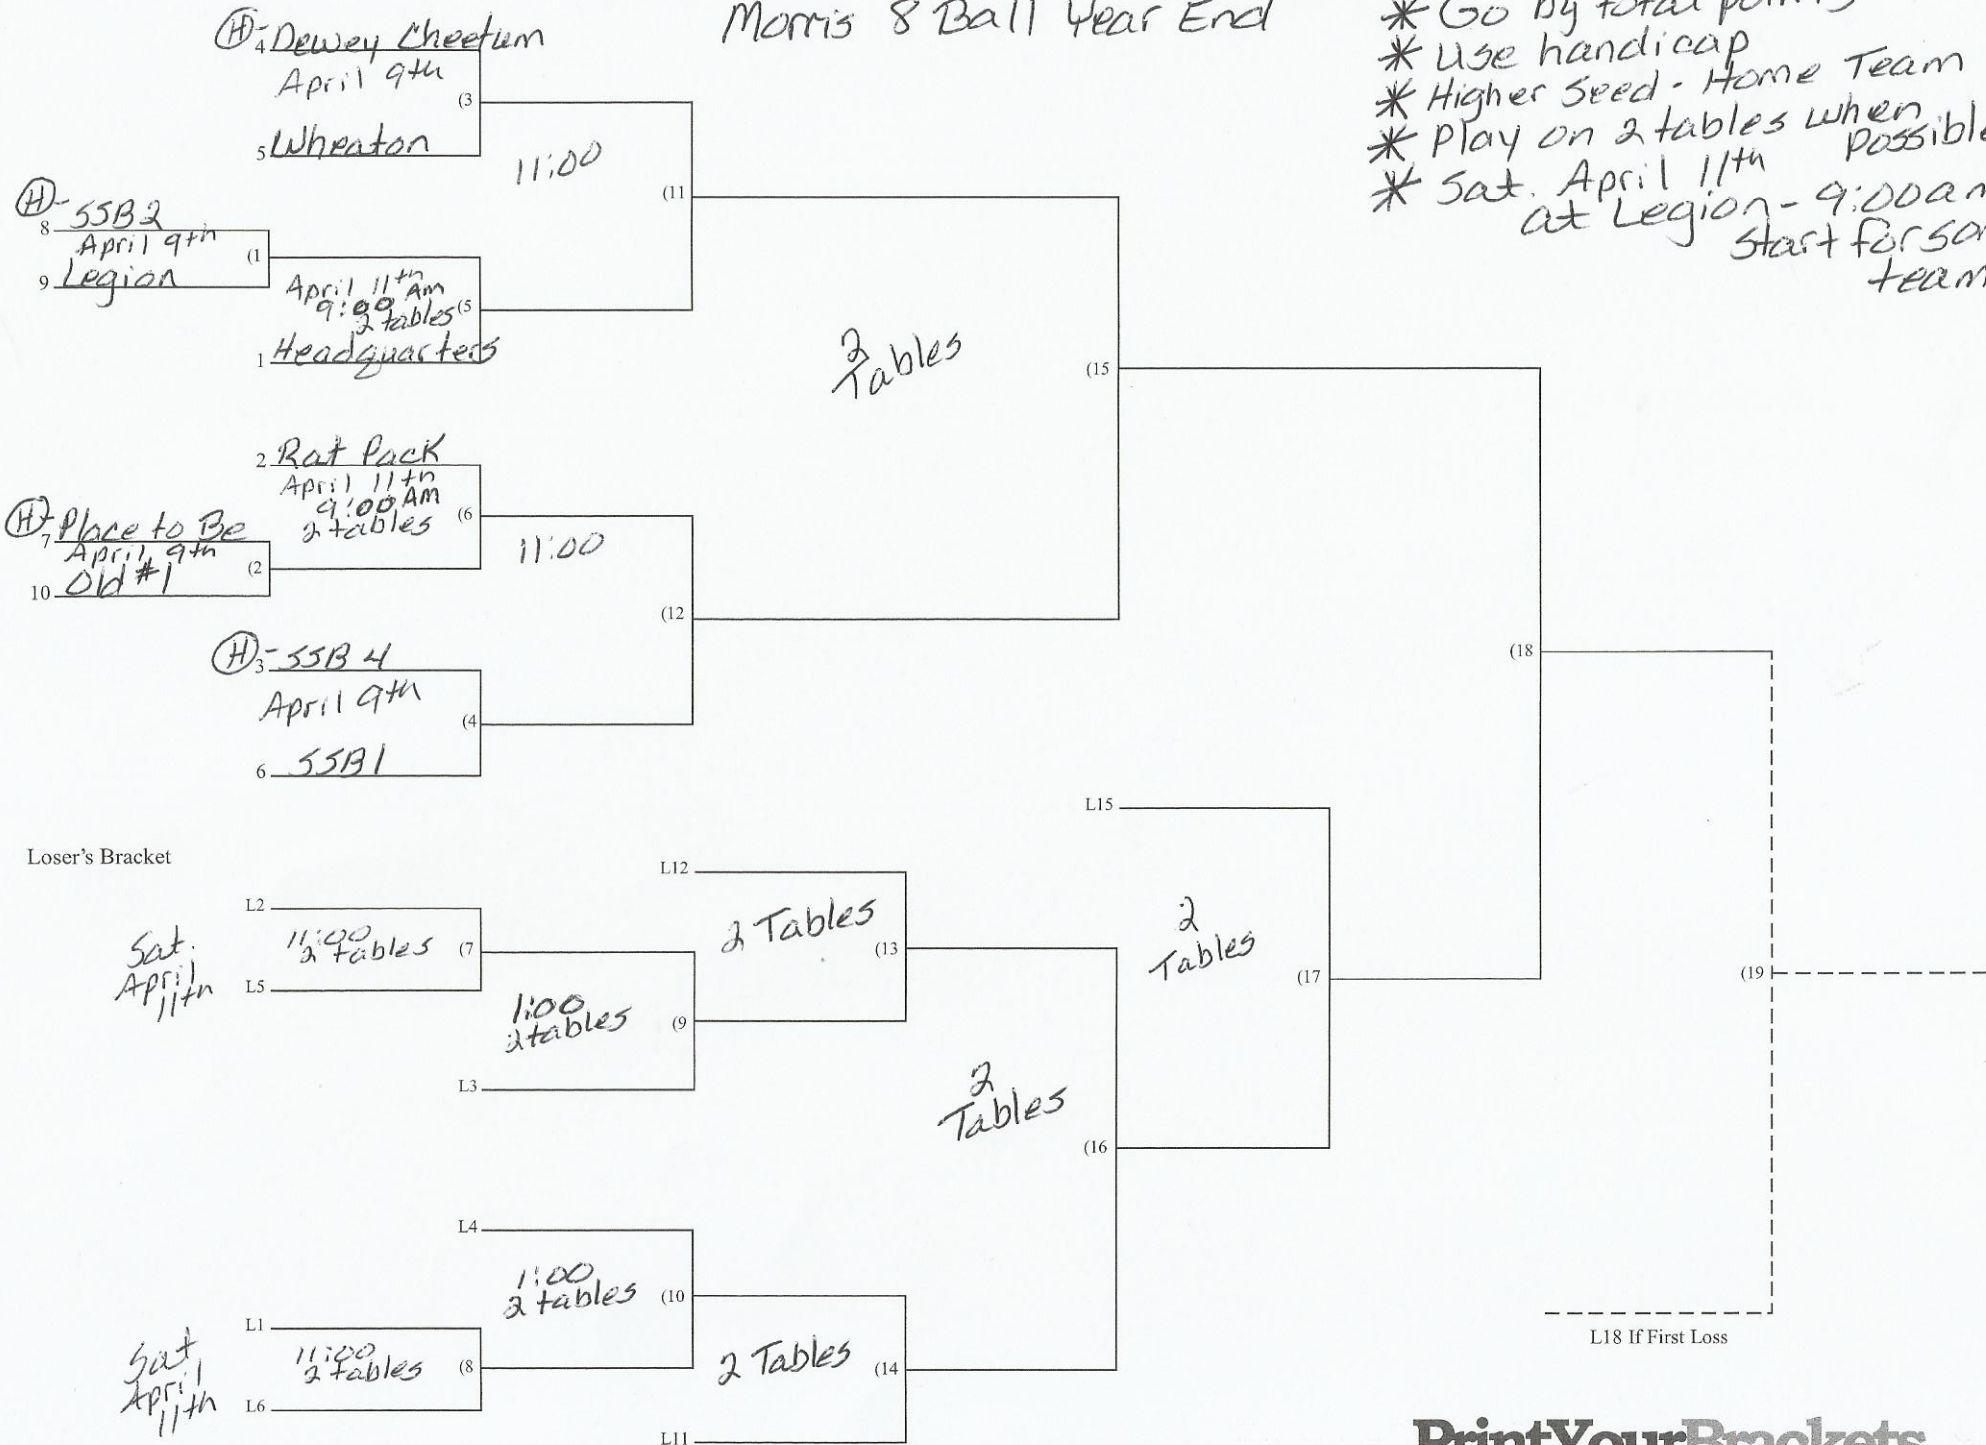 Morris 8 Ball Year End
* Go by total points
* Use handicap
* Higher Seed - Home Team
* Play on 2 tables when
possible
* Sat. April 11th
at Legion - 9:00am
start for som
team
(H)-
4 Dewey Cheetum
April 9th
(3
5 Wheaton
11:00
(H)-
8 SSB2
April 9th
(1
9 Legion
April 11th
9:00 AM
2 tables (5
1 Headquarters
(11
2
Tables
(15
2 Rat Pack
April 11th
9:00 AM
2 tables
(6
11:00
(H)-
7 Place to Be
April 9th
(2
10 Old #1
(12
(H)
3 - SSB 4
April 9th
(4
6 SSB1
(18
Loser's Bracket
L2
Sat.
April
11th
11:00
2 tables
(7
L5
1:00
2 tables
(9
L3
L12
2 Tables
(13
L15
2
Tables
(17
(19
2
Tables
(16
L4
1:00
2 tables
(10
L1
Sat
April
11th
11:00
2 tables
(8
L6
2 Tables
(14
L11
L18 If First Loss
PrintYourBrackets